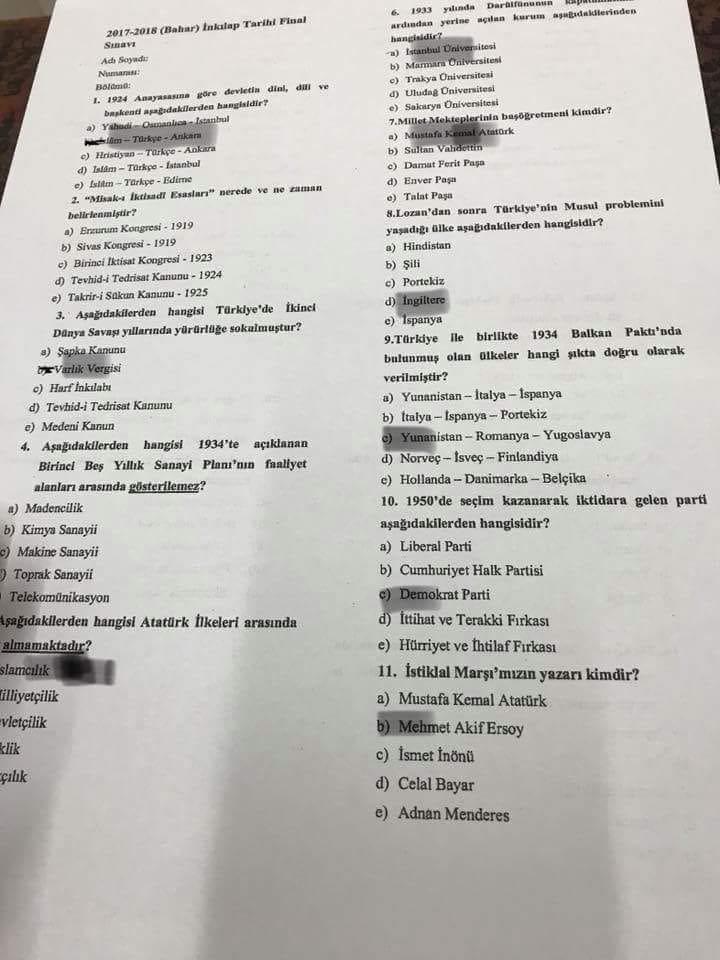 2017-2018 (Bahar) İnkılap Tarihi Final
Sınavı
Adı Soyadı:
Numarası:
Bölümü:
1. 1924 Anayasasına göre devletin dini, dili ve
başkenti aşağıdakilerden hangisidir?
a) Yahudi – Osmanlıca – İstanbul
İslâm – Türkçe - Ankara
c) Hristiyan – Türkçe - Ankara
d) İslâm – Türkçe - İstanbul
e) İslâm – Türkçe - Edirne
2. “Misak-ı İktisadî Esasları” nerede ve ne zaman
belirlenmiştir?
a) Erzurum Kongresi - 1919
b) Sivas Kongresi - 1919
c) Birinci İktisat Kongresi - 1923
d) Tevhid-i Tedrisat Kanunu - 1924
e) Takrir-i Sükun Kanunu - 1925
3. Aşağıdakilerden hangisi Türkiye’de İkinci
Dünya Savaşı yıllarında yürürlüğe sokulmuştur?
a) Şapka Kanunu
Varlık Vergisi
c) Harf İnkılabı
d) Tevhid-i Tedrisat Kanunu
e) Medeni Kanun
4. Aşağıdakilerden hangisi 1934’te açıklanan
Birinci Beş Yıllık Sanayi Planı’nın faaliyet
alanları arasında gösterilemez?
a) Madencilik
b) Kimya Sanayii
c) Makine Sanayii
) Toprak Sanayii
Telekomünikasyon
Aşağıdakilerden hangisi Atatürk İlkeleri arasında
almamaktadır?
slamcılık
illiyetçilik
vletçilik
klik
çılık
6. 1933 yılında Darülfünunun
ardından yerine açılan kurum aşağıdakilerden
hangisidir?
a) İstanbul Üniversitesi
b) Marmara Üniversitesi
c) Trakya Üniversitesi
d) Uludağ Üniversitesi
e) Sakarya Üniversitesi
7.Millet Mekteplerinin başöğretmeni kimdir?
a) Mustafa Kemal Atatürk
b) Sultan Vahdettin
c) Damat Ferit Paşa
d) Enver Paşa
e) Talat Paşa
8.Lozan’dan sonra Türkiye’nin Musul problemini
yaşadığı ülke aşağıdakilerden hangisidir?
a) Hindistan
b) Şili
c) Portekiz
d) İngiltere
e) İspanya
9.Türkiye ile birlikte 1934 Balkan Paktı’nda
bulunmuş olan ülkeler hangi şıkta doğru olarak
verilmiştir?
a) Yunanistan – İtalya – İspanya
b) İtalya – İspanya – Portekiz
c) Yunanistan – Romanya – Yugoslavya
d) Norveç – İsveç – Finlandiya
e) Hollanda – Danimarka – Belçika
10. 1950’de seçim kazanarak iktidara gelen parti
aşağıdakilerden hangisidir?
a) Liberal Parti
b) Cumhuriyet Halk Partisi
c) Demokrat Parti
d) İttihat ve Terakki Fırkası
e) Hürriyet ve İhtilaf Fırkası
11. İstiklal Marşı’mızın yazarı kimdir?
a) Mustafa Kemal Atatürk
b) Mehmet Akif Ersoy
c) İsmet İnönü
d) Celal Bayar
e) Adnan Menderes